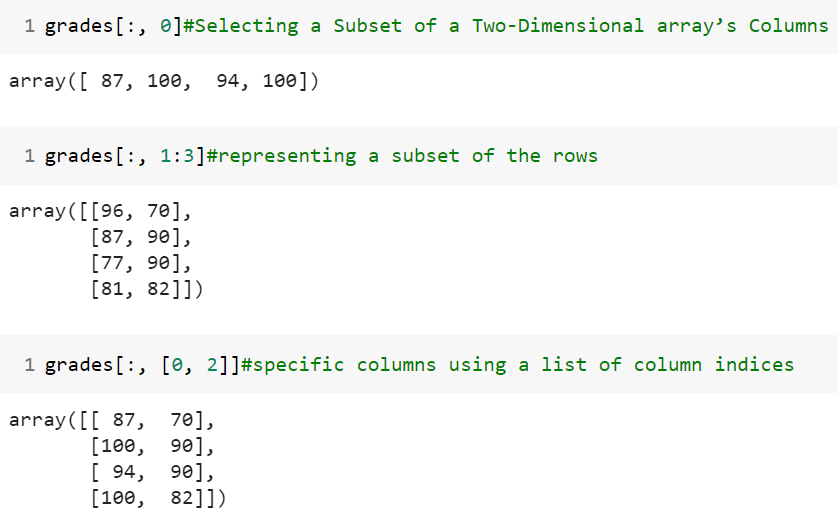 1 grades[:, 0]#Selecting a Subset of a Two-Dimensional array’s Columns
array([ 87, 100,  94, 100])
1 grades[:, 1:3]#representing a subset of the rows
array([[96, 70],
       [87, 90],
       [77, 90],
       [81, 82]])
1 grades[:, [0, 2]]#specific columns using a list of column indices
array([[ 87,  70],
       [100,  90],
       [ 94,  90],
       [100,  82]])